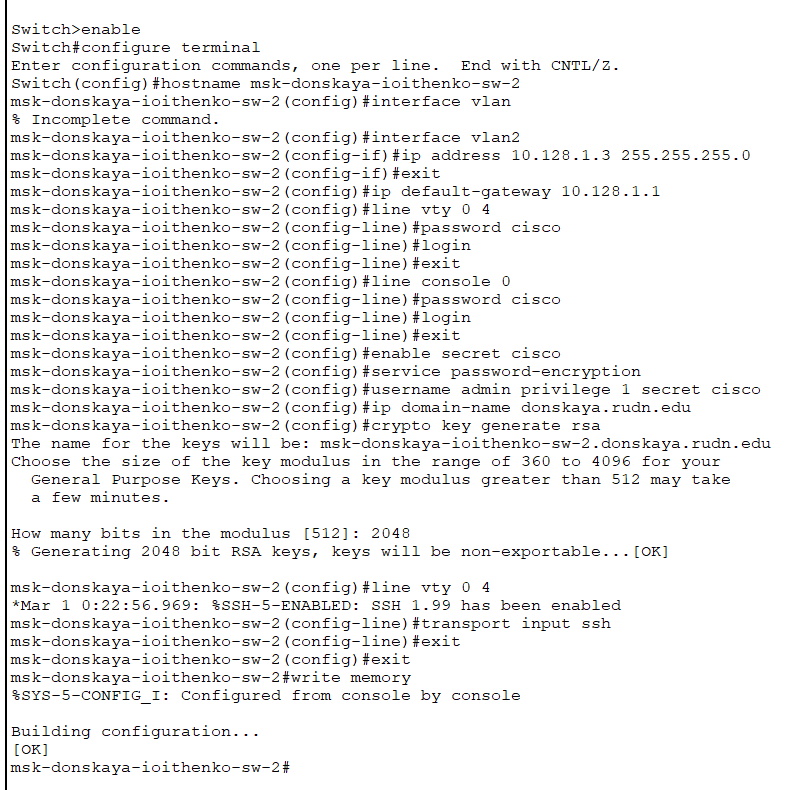 Switch>enable
Switch#configure terminal
Enter configuration commands, one per line.  End with CNTL/Z.
Switch(config)#hostname msk-donskaya-ioithenko-sw-2
msk-donskaya-ioithenko-sw-2(config)#interface vlan
% Incomplete command.
msk-donskaya-ioithenko-sw-2(config)#interface vlan2
msk-donskaya-ioithenko-sw-2(config-if)#ip address 10.128.1.3 255.255.255.0
msk-donskaya-ioithenko-sw-2(config-if)#exit
msk-donskaya-ioithenko-sw-2(config)#ip default-gateway 10.128.1.1
msk-donskaya-ioithenko-sw-2(config)#line vty 0 4
msk-donskaya-ioithenko-sw-2(config-line)#password cisco
msk-donskaya-ioithenko-sw-2(config-line)#login
msk-donskaya-ioithenko-sw-2(config-line)#exit
msk-donskaya-ioithenko-sw-2(config)#line console 0
msk-donskaya-ioithenko-sw-2(config-line)#password cisco
msk-donskaya-ioithenko-sw-2(config-line)#login
msk-donskaya-ioithenko-sw-2(config-line)#exit
msk-donskaya-ioithenko-sw-2(config)#enable secret cisco
msk-donskaya-ioithenko-sw-2(config)#service password-encryption
msk-donskaya-ioithenko-sw-2(config)#username admin privilege 1 secret cisco
msk-donskaya-ioithenko-sw-2(config)#ip domain-name donskaya.rudn.edu
msk-donskaya-ioithenko-sw-2(config)#crypto key generate rsa
The name for the keys will be: msk-donskaya-ioithenko-sw-2.donskaya.rudn.edu
Choose the size of the key modulus in the range of 360 to 4096 for your
  General Purpose Keys. Choosing a key modulus greater than 512 may take
  a few minutes.

How many bits in the modulus [512]: 2048
% Generating 2048 bit RSA keys, keys will be non-exportable...[OK]

msk-donskaya-ioithenko-sw-2(config)#line vty 0 4
*Mar 1 0:22:56.969: %SSH-5-ENABLED: SSH 1.99 has been enabled
msk-donskaya-ioithenko-sw-2(config-line)#transport input ssh
msk-donskaya-ioithenko-sw-2(config-line)#exit
msk-donskaya-ioithenko-sw-2(config)#exit
msk-donskaya-ioithenko-sw-2#write memory
%SYS-5-CONFIG_I: Configured from console by console

Building configuration...
[OK]
msk-donskaya-ioithenko-sw-2#